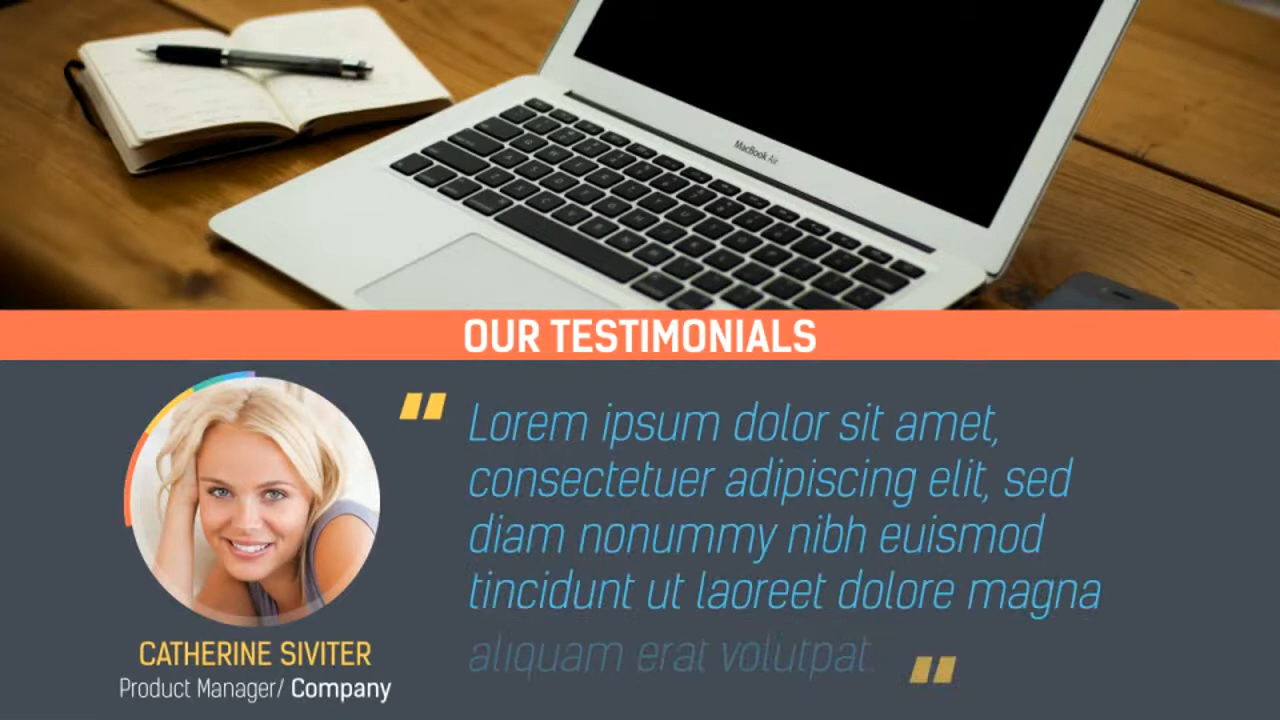 MacBook Air
OUR TESTIMONIALS
Lorem ipsum dolor sit amet,
consectetuer adipiscing elit, sed
diam nonummy nibh euismod
tincidunt ut laoreet dolore magna
aliquam erat volutpat.
CATHERINE SIVITER
Product Manager/ Company